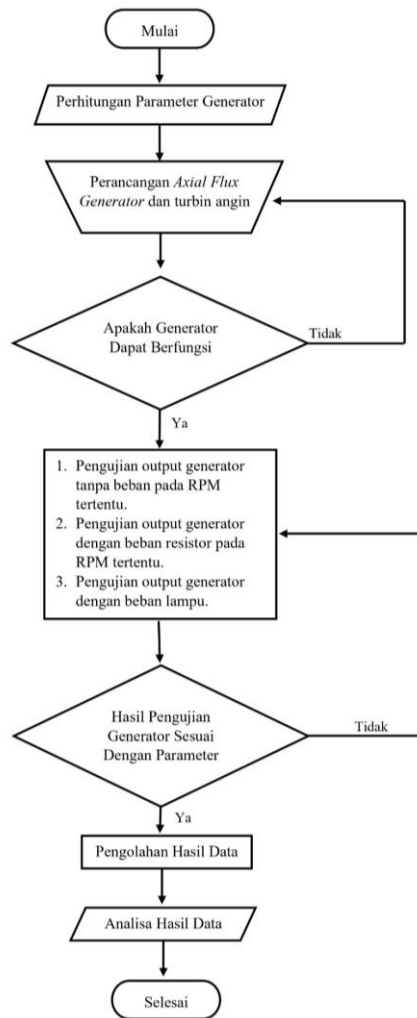 Mulai
Perhitungan Parameter Generator
Perancangan Axial Flux
Generator dan turbin angin
Apakah Generator
Dapat Berfungsi
Tidak
Ya
1. Pengujian output generator
tanpa beban pada RPM
tertentu.
2. Pengujian output generator
dengan beban resistor pada
RPM tertentu.
3. Pengujian output generator
dengan beban lampu.
Hasil Pengujian
Generator Sesuai
Dengan Parameter
Tidak
Ya
Pengolahan Hasil Data
Analisa Hasil Data
Selesai